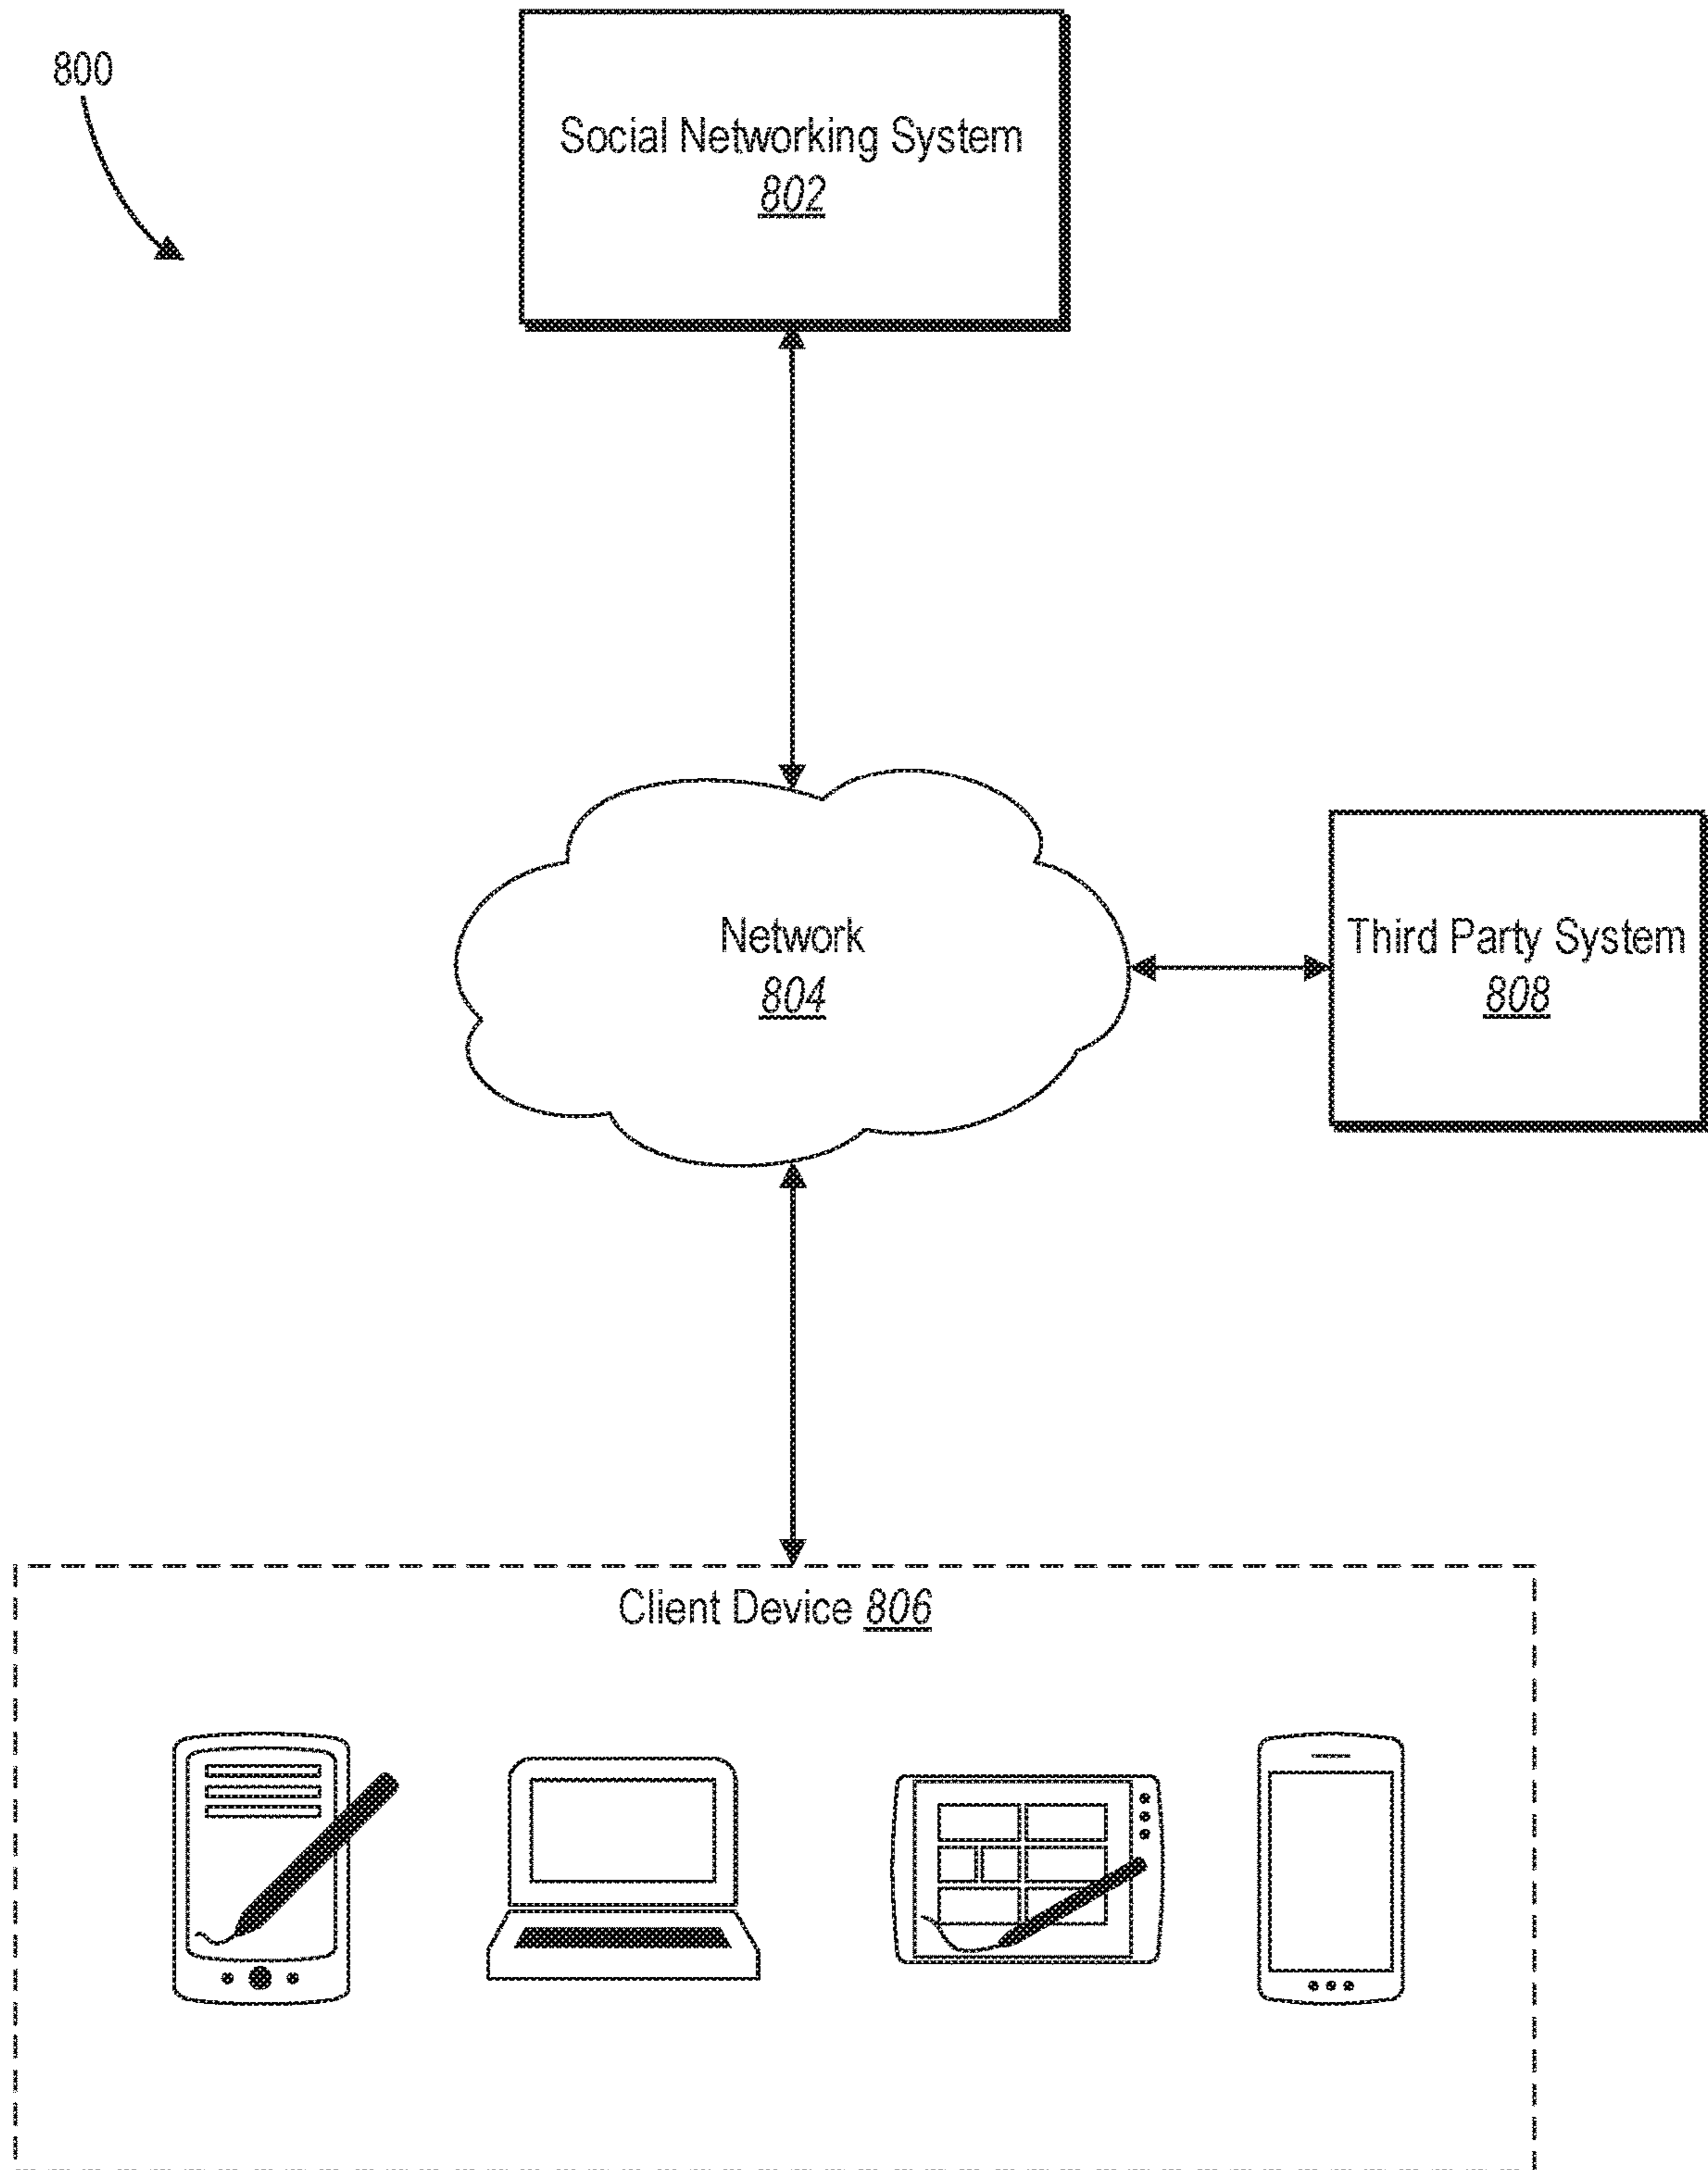 800
Social Networking System
802
Network
804
Third Party System
808
Client Device 806